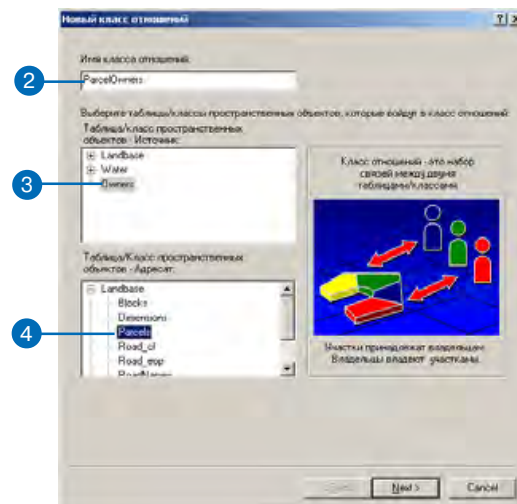 Новый класс отношений
Имя класса отношения:
2
ParcelOwners
Выберите таблицы/классы пространственных объектов, которые войдут в класс отношений
Таблица/класс пространственных
объектов - Источник:
Landbase
Water
3
Owners
Класс отношений - это набор
связей между двумя
таблицами/классами
Таблица/Класс пространственных
объектов - Адресат:
Landbase
Blocks
Dimensions
4
Parcels
Road_cl
Road_eop
RoadNames
Участки принадлежат владельцам.
Владельцы владеют участками.
Next >
Cancel